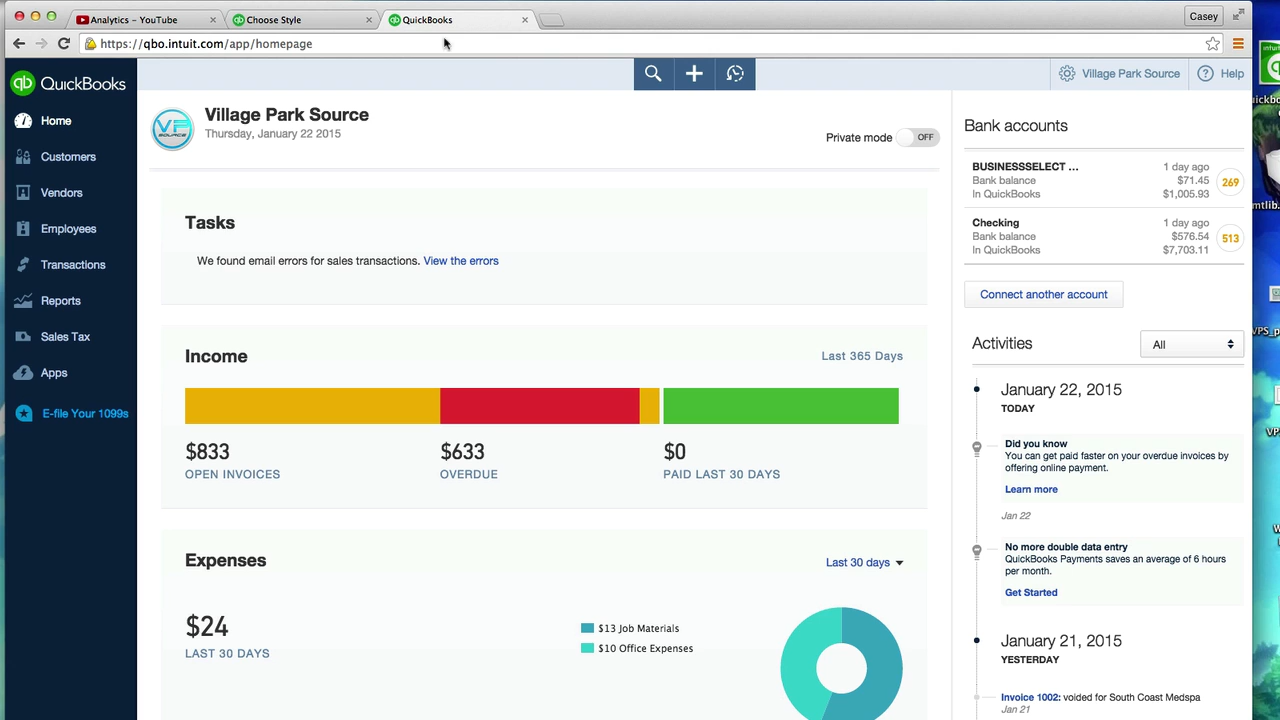 Analytics – YouTube
Choose Style
QuickBooks
Casey
https://qbo.intuit.com/app/homepage
qb QuickBooks
Village Park Source
Help
Home
Customers
Vendors
Employees
Transactions
Reports
Sales Tax
Apps
E-file Your 1099s
VP
SOURCE
Village Park Source
Thursday, January 22 2015
Private mode OFF
Tasks
We found email errors for sales transactions. View the errors
Income
Last 365 Days
$833
OPEN INVOICES
$633
OVERDUE
$0
PAID LAST 30 DAYS
Expenses
Last 30 days
$24
LAST 30 DAYS
$13 Job Materials
$10 Office Expenses
Bank accounts
BUSINESSSELECT ... 1 day ago
Bank balance $71.45
In QuickBooks $1,005.93
269
Checking 1 day ago
Bank balance $576.54
In QuickBooks $7,703.11
513
Connect another account
Activities
All
January 22, 2015
TODAY
Did you know
You can get paid faster on your overdue invoices by
offering online payment.
Learn more
Jan 22
No more double data entry
QuickBooks Payments saves an average of 6 hours
per month.
Get Started
January 21, 2015
YESTERDAY
Invoice 1002: voided for South Coast Medspa
Jan 21